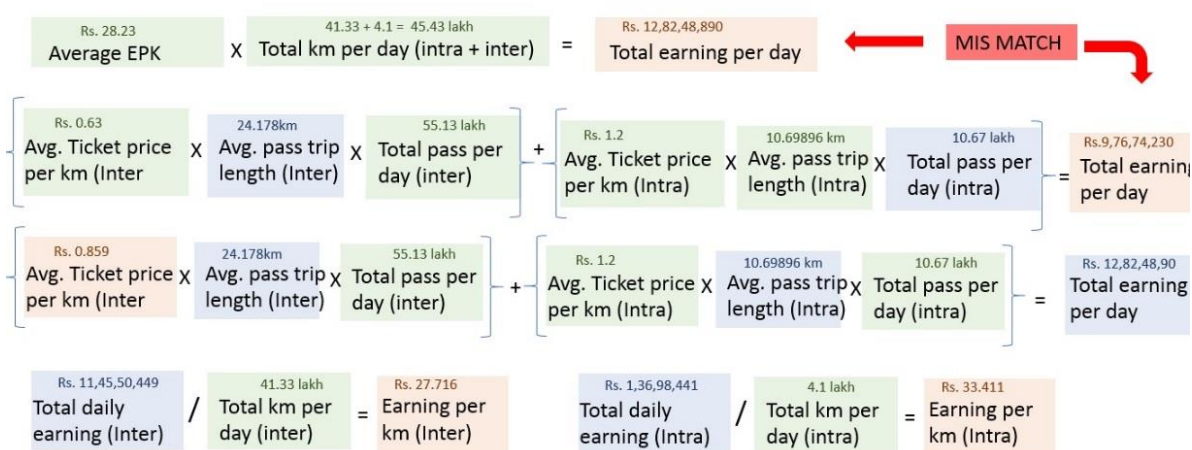 Rs. 28.23
Average EPK
X
41.33 + 4.1 = 45.43 lakh
Total km per day (intra + inter)
=
Rs. 12,82,48,890
Total earning per day
MIS MATCH
Rs. 0.63
Avg. Ticket price
per km (Inter
X
24.178km
Avg. pass trip
length (Inter)
X
55.13 lakh
Total pass per
day (inter)
+
Rs. 1.2
Avg. Ticket price
per km (Intra)
X
10.69896 km
Avg. pass trip
length (Intra)
X
10.67 lakh
Total pass per
day (intra)
=
Rs.9,76,74,230
Total earning
per day
Rs. 0.859
Avg. Ticket price
per km (Inter
X
24.178km
Avg. pass trip
length (Inter)
X
55.13 lakh
Total pass per
day (inter)
+
Rs. 1.2
Avg. Ticket price
per km (Intra)
X
10.69896 km
Avg. pass trip
length (Intra)
X
10.67 lakh
Total pass per
day (intra)
=
Rs. 12,82,48,90
Total earning
per day
Rs. 11,45,50,449
Total daily
earning (Inter)
/
41.33 lakh
Total km per
day (inter)
=
Rs. 27.716
Earning per
km (Inter)
Rs. 1,36,98,441
Total daily
earning (Intra)
/
4.1 lakh
Total km per
day (intra)
=
Rs. 33.411
Earning per
km (Intra)